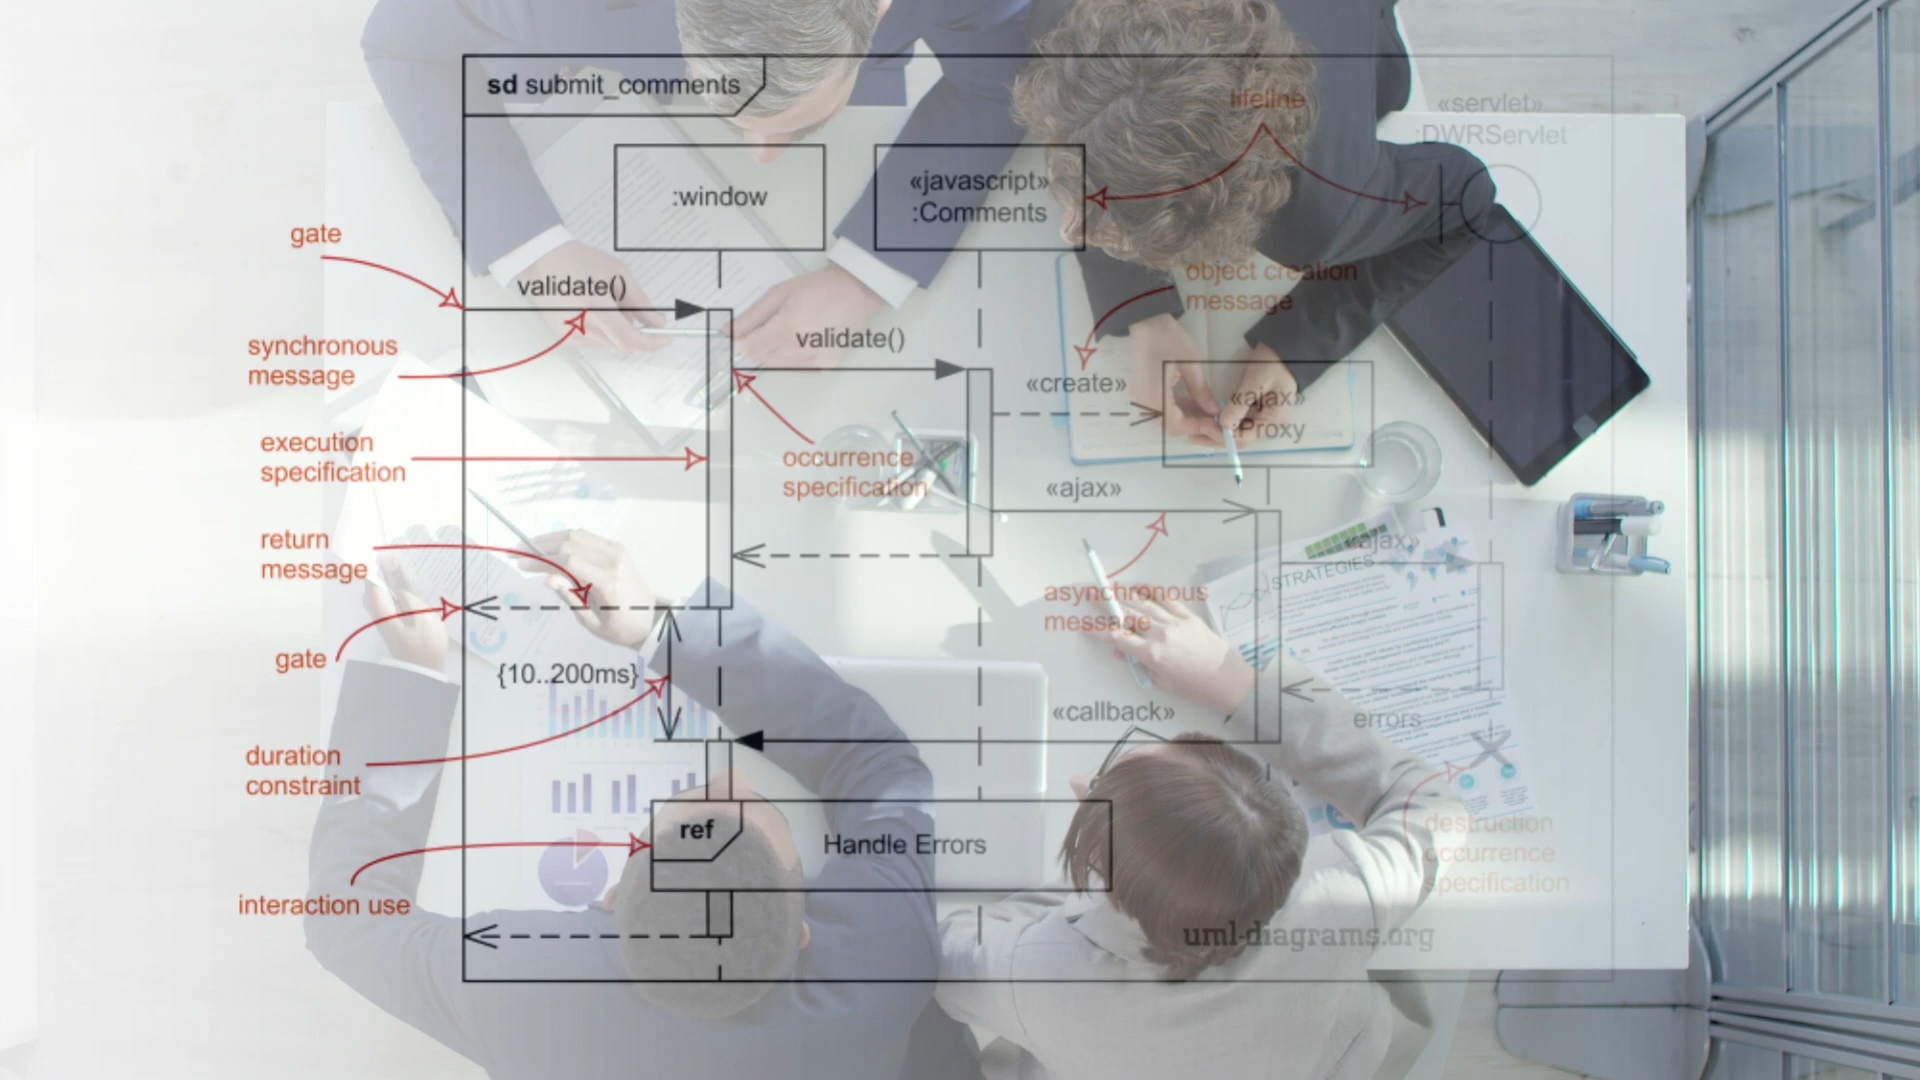 sd submit_comments
lifeline
«servlet»
:DWRServlet
:window
«javascript»
:Comments
gate
validate()
object creation
message
synchronous
message
validate()
«create»
«ajax»
:Proxy
execution
specification
occurrence
specification
«ajax»
return
message
«ajax»
STRATEGIES
asynchronous
message
gate
{10..200ms}
«callback»
errors
duration
constraint
ref
Handle Errors
destruction
occurrence
specification
interaction use
uml-diagrams.org